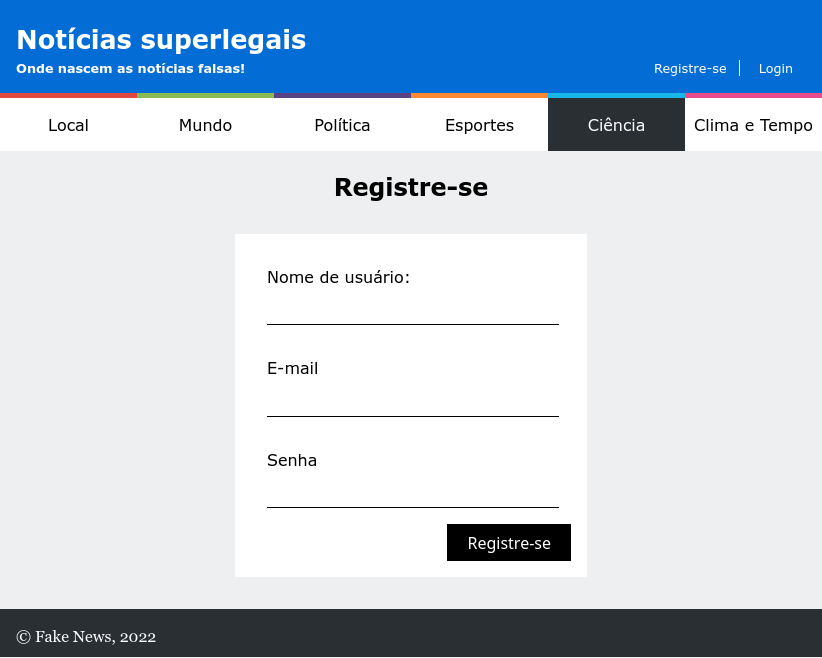 Notícias superlegais
Onde nascem as notícias falsas!
Registre-se
Login
Local
Mundo
Política
Esportes
Ciência
Clima e Tempo
Registre-se
Nome de usuário:
E-mail
Senha
Registre-se
© Fake News, 2022